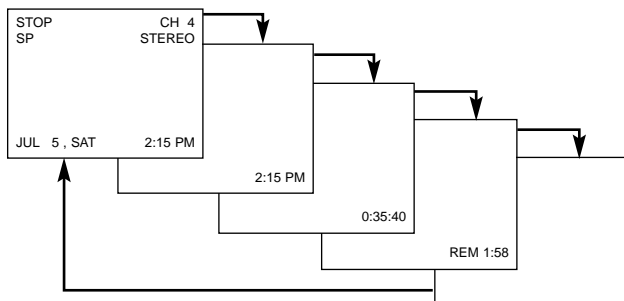 STOP CH 4
SP STEREO
JUL 5 , SAT 2:15 PM
2:15 PM
0:35:40
REM 1:58